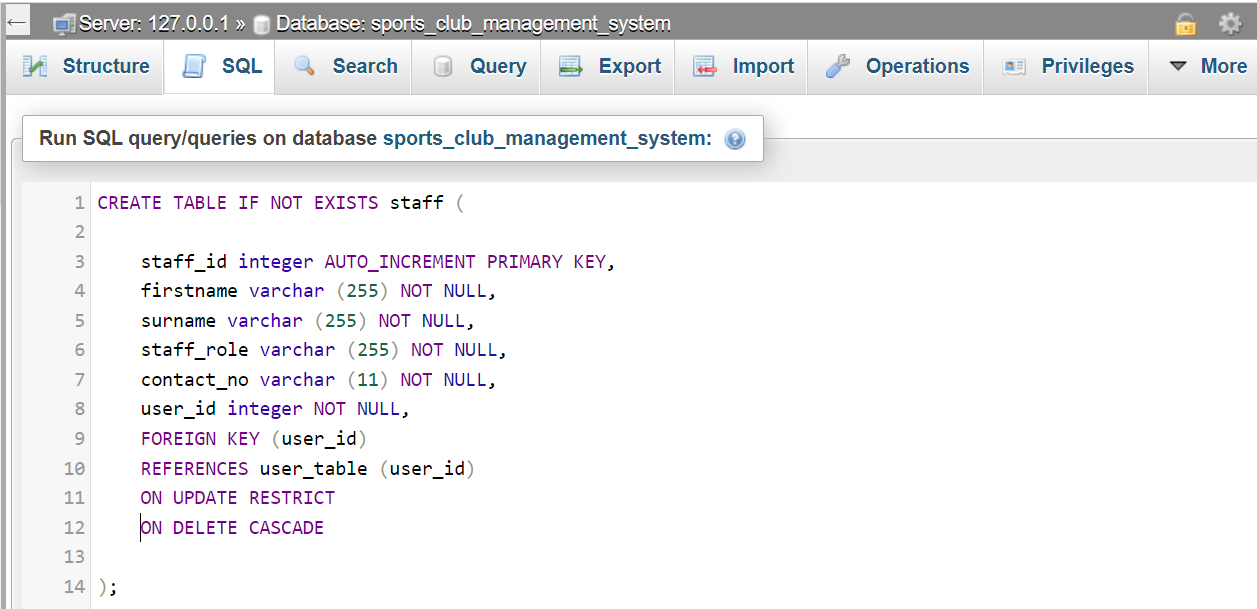 Server: 127.0.0.1 » Database: sports_club_management_system
Structure SQL Search Query Export Import Operations Privileges More
Run SQL query/queries on database sports_club_management_system:
1 CREATE TABLE IF NOT EXISTS staff (
2
3 staff_id integer AUTO_INCREMENT PRIMARY KEY,
4 firstname varchar (255) NOT NULL,
5 surname varchar (255) NOT NULL,
6 staff_role varchar (255) NOT NULL,
7 contact_no varchar (11) NOT NULL,
8 user_id integer NOT NULL,
9 FOREIGN KEY (user_id)
10 REFERENCES user_table (user_id)
11 ON UPDATE RESTRICT
12 ON DELETE CASCADE
13
14 );